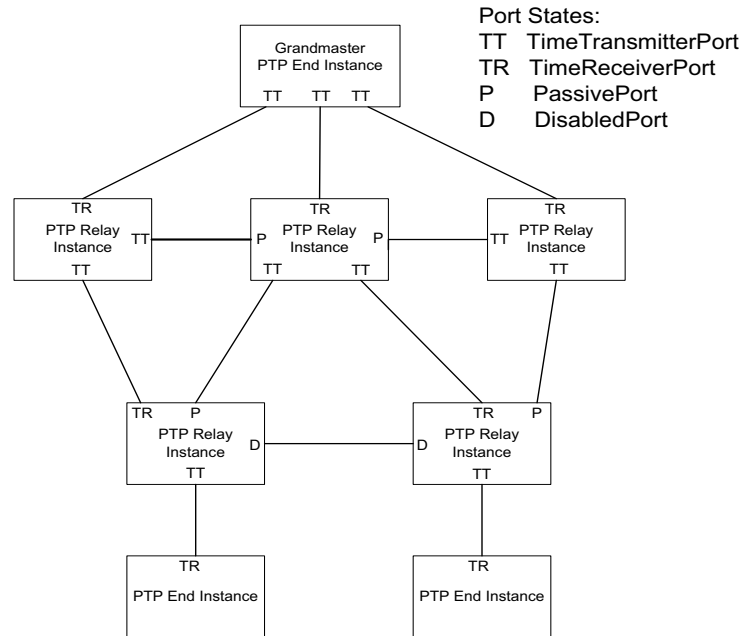 Port States:
TT TimeTransmitterPort
TR TimeReceiverPort
P PassivePort
D DisabledPort
Grandmaster
PTP End Instance
TT TT TT
TR
PTP Relay
Instance
TT
TT
TR
PTP Relay
Instance
P
P
TT TT
TR
PTP Relay
Instance
TT
TT
TR P
PTP Relay
Instance
D
TT
TR P
PTP Relay
Instance
D
TT
TR
PTP End Instance
TR
PTP End Instance